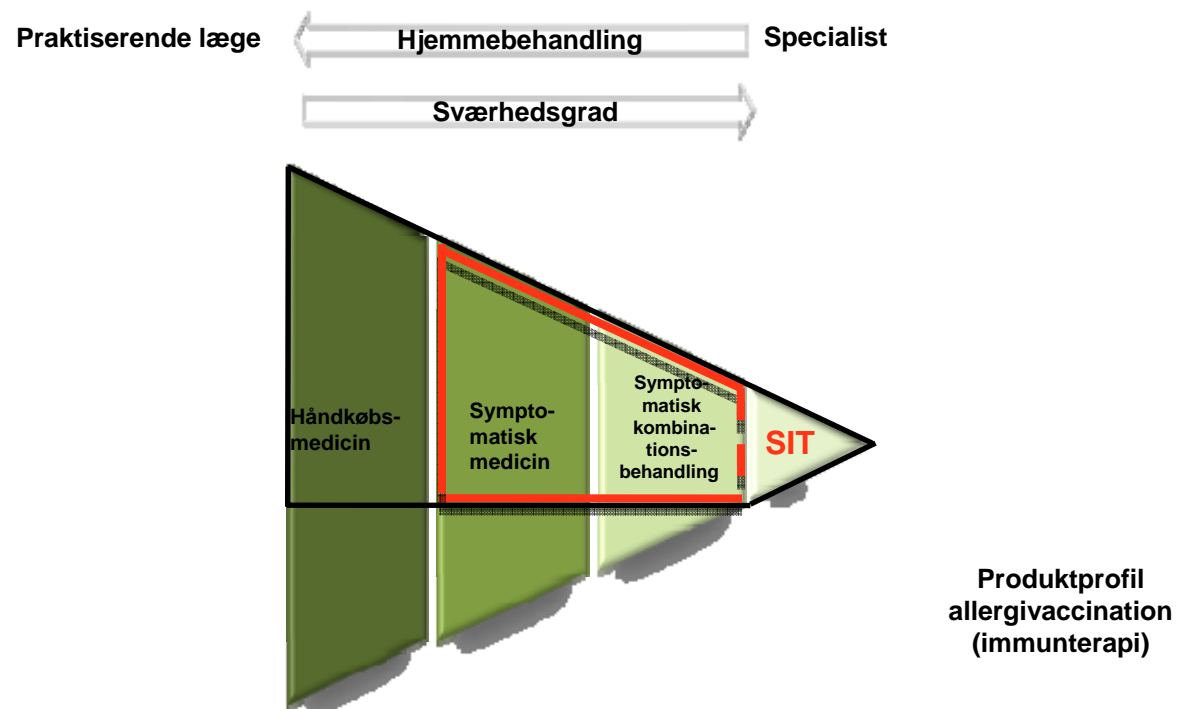 Praktiserende læge
Hjemmebehandling
Specialist
Sværhedsgrad
Håndkøbs-
medicin
Sympto-
matisk
medicin
Sympto-
matisk
kombina-
tions-
behandling
SIT
Produktprofil
allergivaccination
(immunterapi)